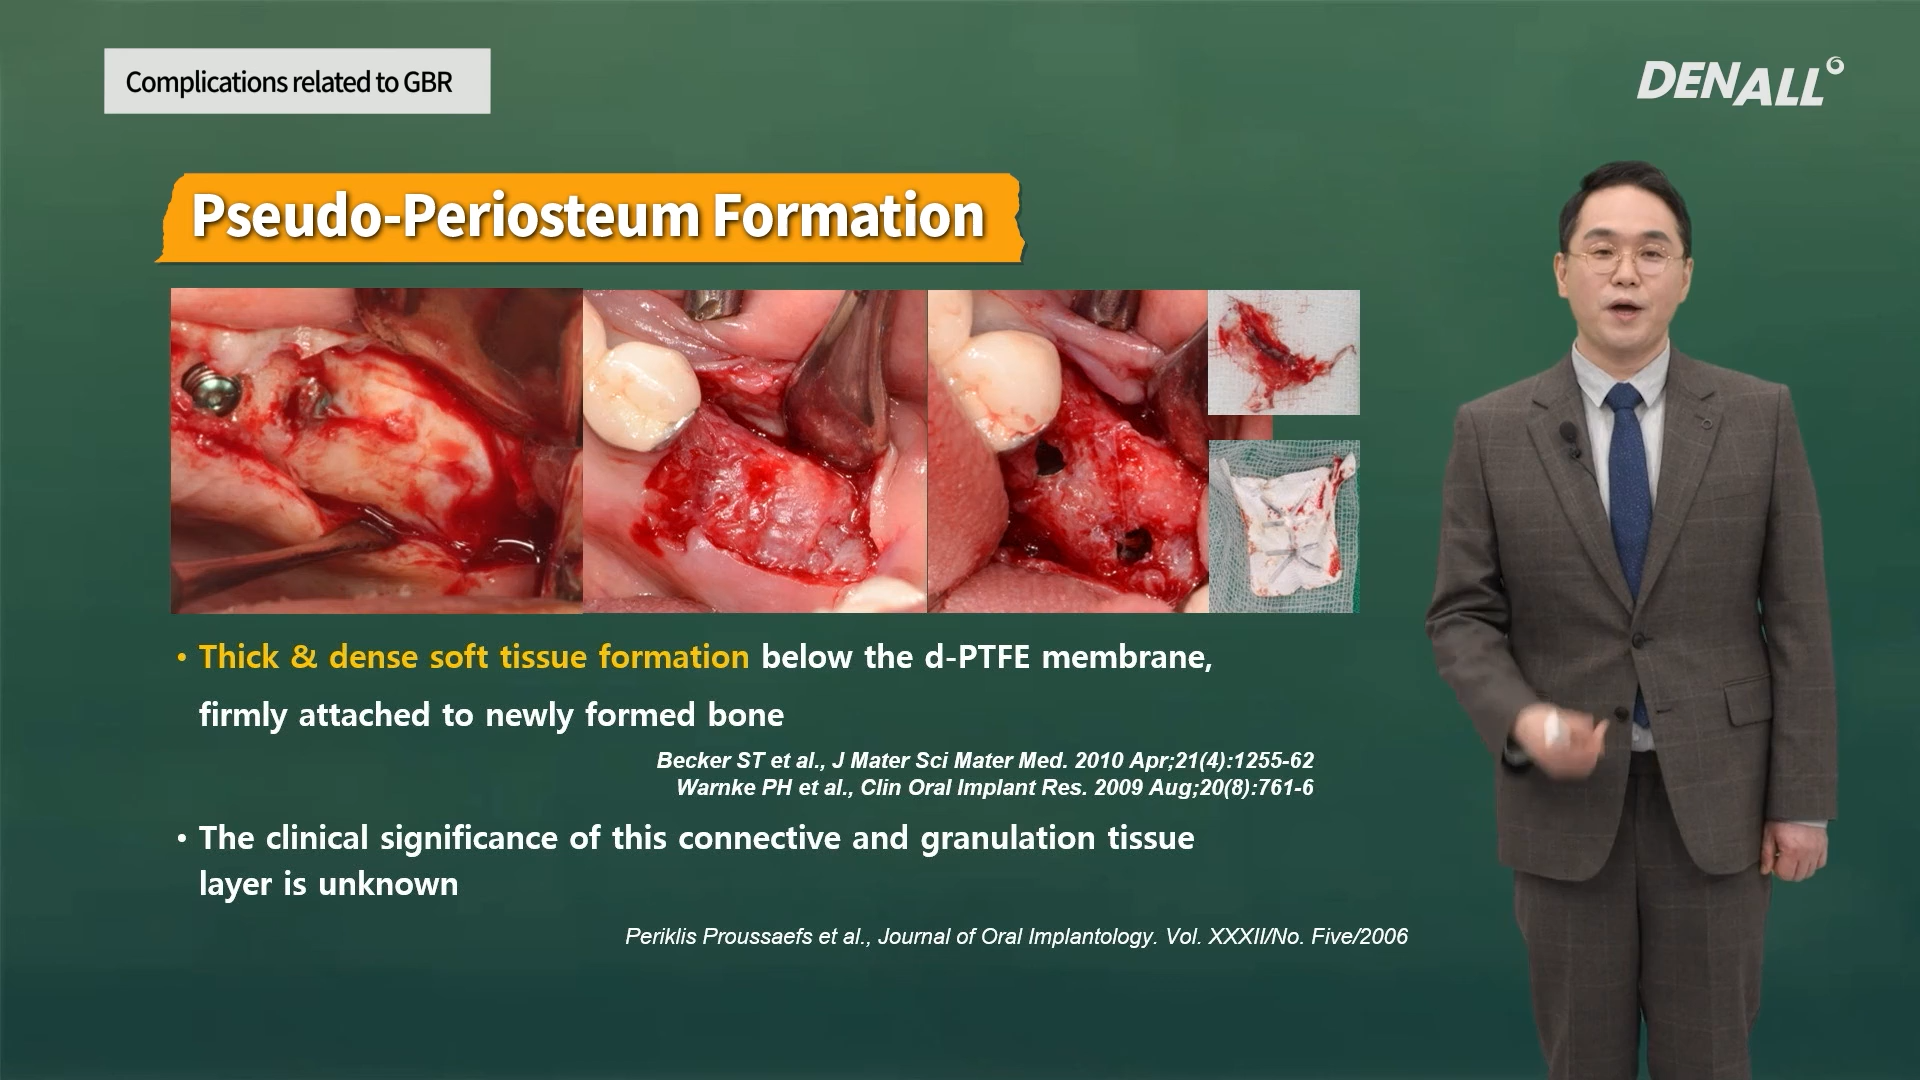 Complications related to GBR
DENALL
Pseudo-Periosteum Formation
• Thick & dense soft tissue formation below the d-PTFE membrane,
firmly attached to newly formed bone
Becker ST et al., J Mater Sci Mater Med. 2010 Apr;21(4):1255-62
Warnke PH et al., Clin Oral Implant Res. 2009 Aug;20(8):761-6
• The clinical significance of this connective and granulation tissue
layer is unknown
Periklis Proussaefs et al., Journal of Oral Implantology. Vol. XXXII/No. Five/2006